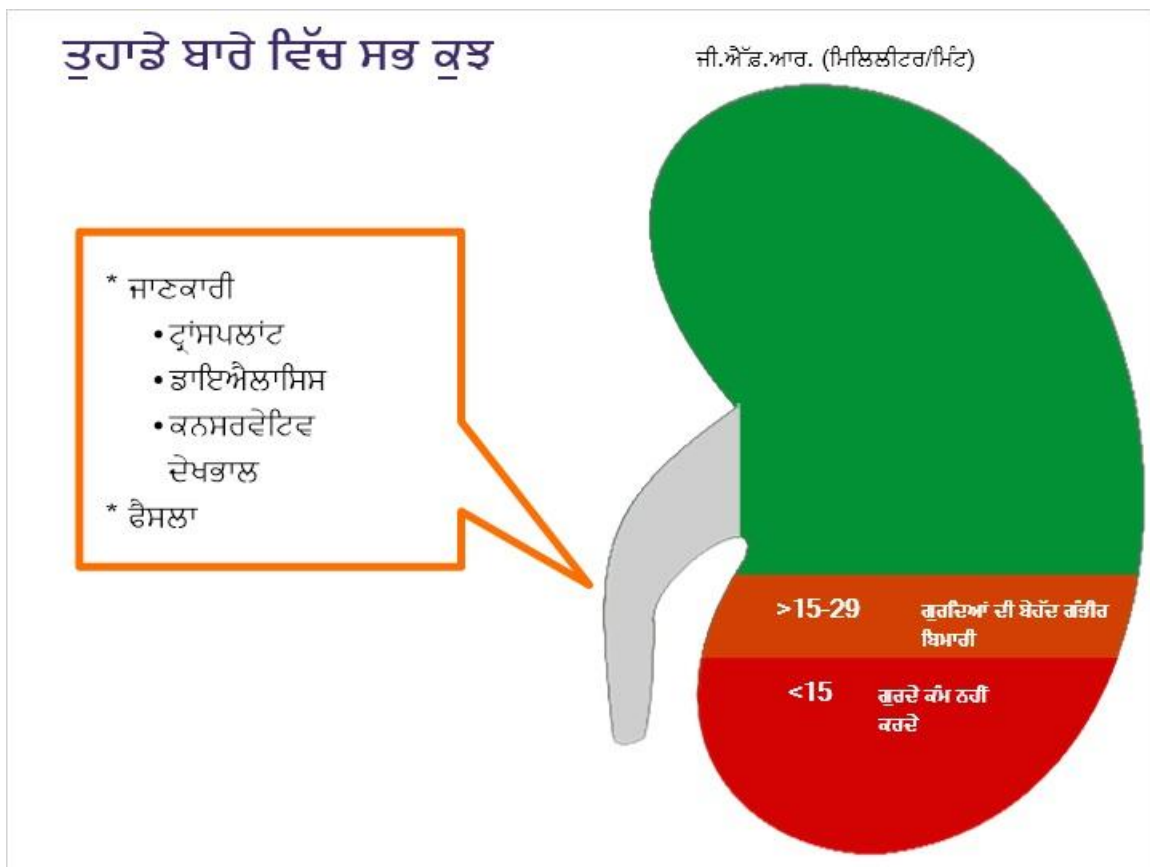 ਤੁਹਾਡੇ ਬਾਰੇ ਵਿੱਚ ਸਭ ਕੁਝ
ਜੀ.ਐੱਫ਼.ਆਰ. (ਮਿਲਿਲੀਟਰ/ਮਿੰਟ)
* ਜਾਣਕਾਰੀ
• ਟ੍ਰਾਂਸਪਲਾਂਟ
• ਡਾਇਐਲਾਸਿਸ
• ਕਨਸਰਵੇਟਿਵ
ਦੇਖਭਾਲ
* ਫੈਸਲਾ
>15-29 ਗੁਰਦਿਆਂ ਦੀ ਬੇਹੱਦ ਗੰਭੀਰ
ਬਿਮਾਰੀ
<15 ਗੁਰਦੇ ਕੰਮ ਨਹੀਂ
ਕਰਦੇ